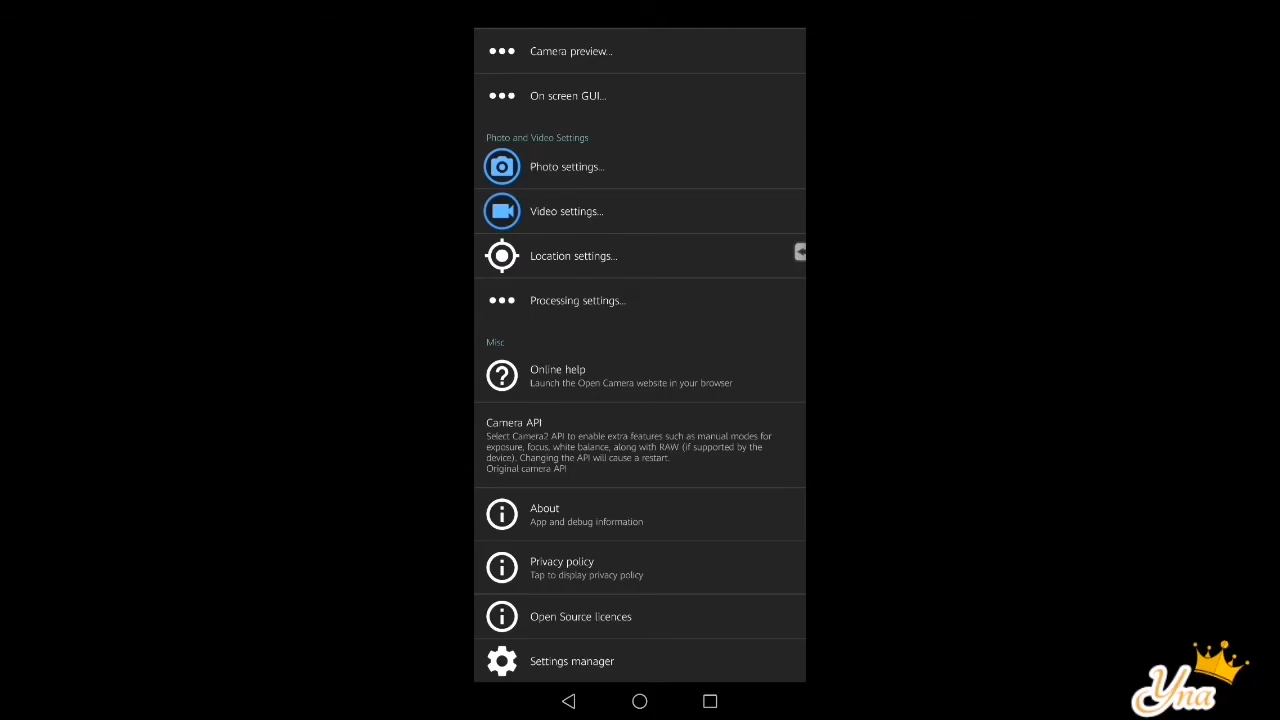 Camera preview...
On screen GUI...
Photo and Video Settings
Photo settings...
Video settings...
Location settings...
Processing settings...
Misc
Online help
Launch the Open Camera website in your browser
Camera API
Select Camera2 API to enable extra features such as manual modes for
exposure, focus, white balance, along with RAW (if supported by the
device). Changing the API will cause a restart.
Original camera API
About
App and debug information
Privacy policy
Tap to display privacy policy
Open Source licences
Settings manager
Yna